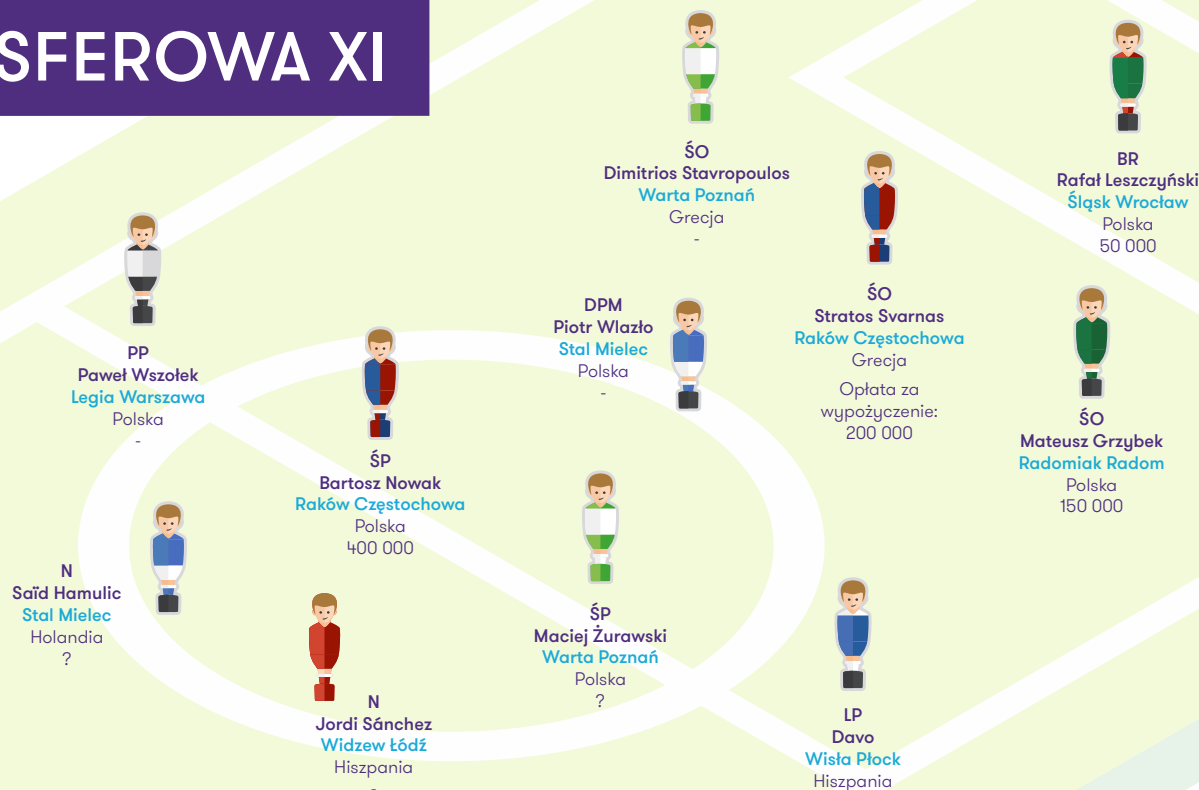 SFEROWA XI
ŚO
Dimitrios Stavropoulos
Warta Poznań
Grecja
-
BR
Rafał Leszczyński
Śląsk Wrocław
Polska
50 000
PP
Paweł Wszołek
Legia Warszawa
Polska
-
DPM
Piotr Wlazło
Stal Mielec
Polska
-
ŚO
Stratos Svarnas
Raków Częstochowa
Grecja
Opłata za
wypożyczenie:
200 000
ŚO
Mateusz Grzybek
Radomiak Radom
Polska
150 000
ŚP
Bartosz Nowak
Raków Częstochowa
Polska
400 000
N
Saïd Hamulic
Stal Mielec
Holandia
?
ŚP
Maciej Żurawski
Warta Poznań
Polska
?
N
Jordi Sánchez
Widzew Łódź
Hiszpania
LP
Davo
Wisła Płock
Hiszpania